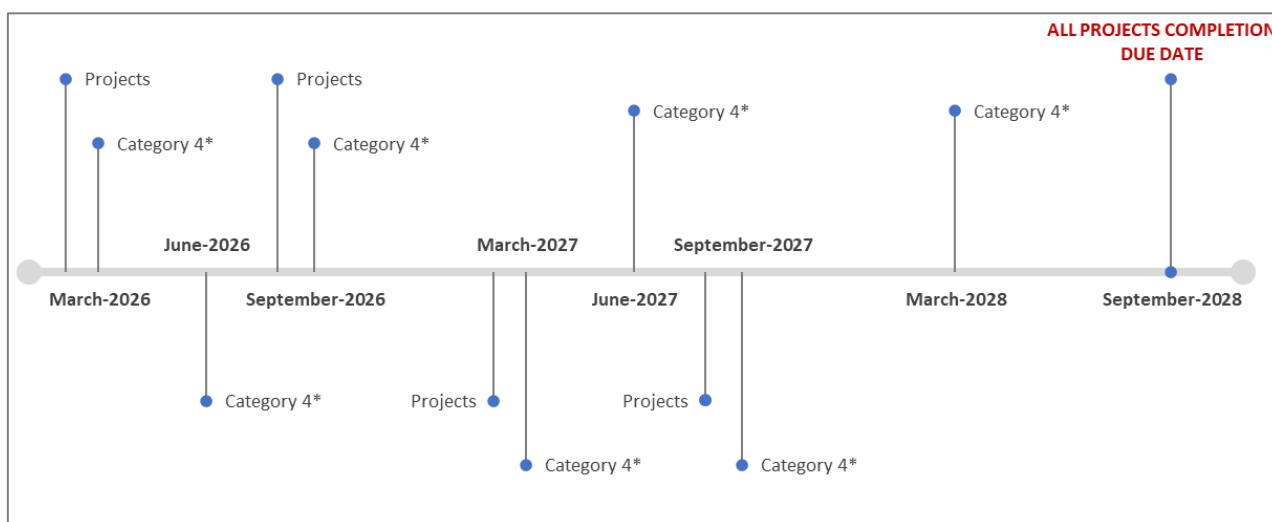 ALL PROJECTS COMPLETION
DUE DATE
Projects
Projects
Category 4*
Category 4*
Category 4*
Category 4*
June-2026
March-2027
September-2027
March-2026
September-2026
June-2027
March-2028
September-2028
Category 4*
Projects
Projects
Category 4*
Category 4*